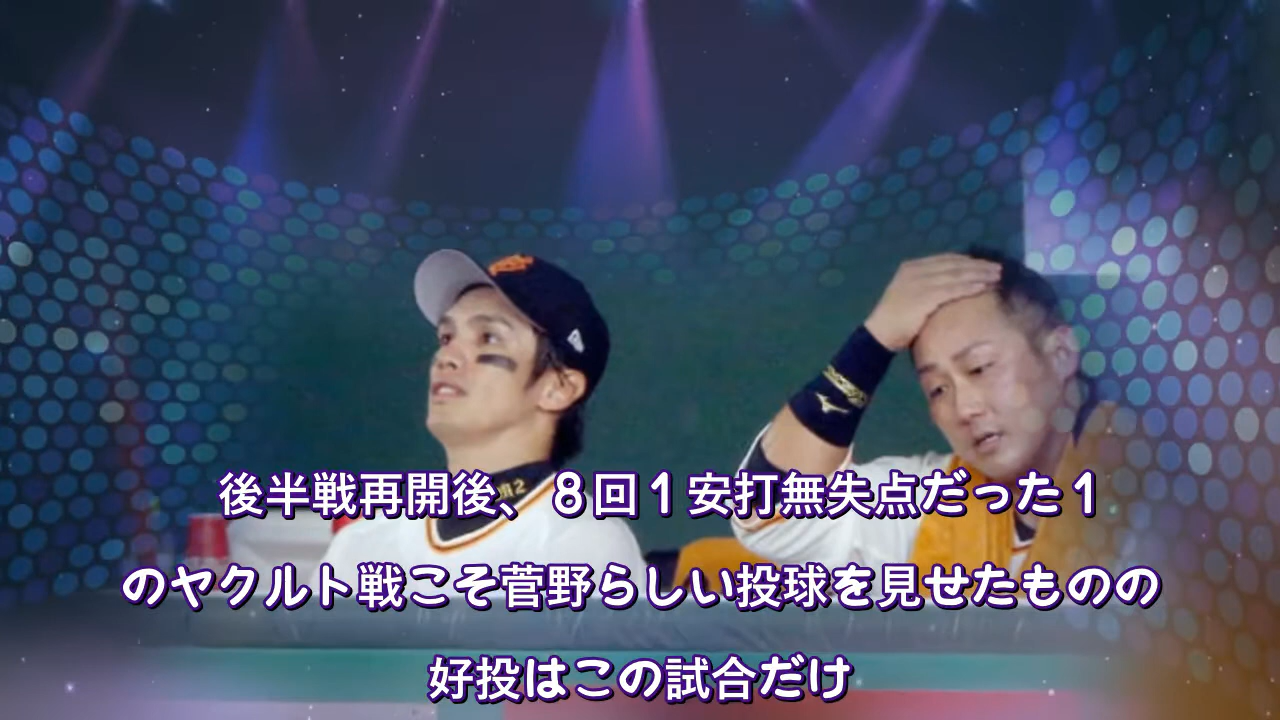 後半戦再開後、８回１安打無失点だった１
のヤクルト戦こそ菅野らしい投球を見せたものの
好投はこの試合だけ